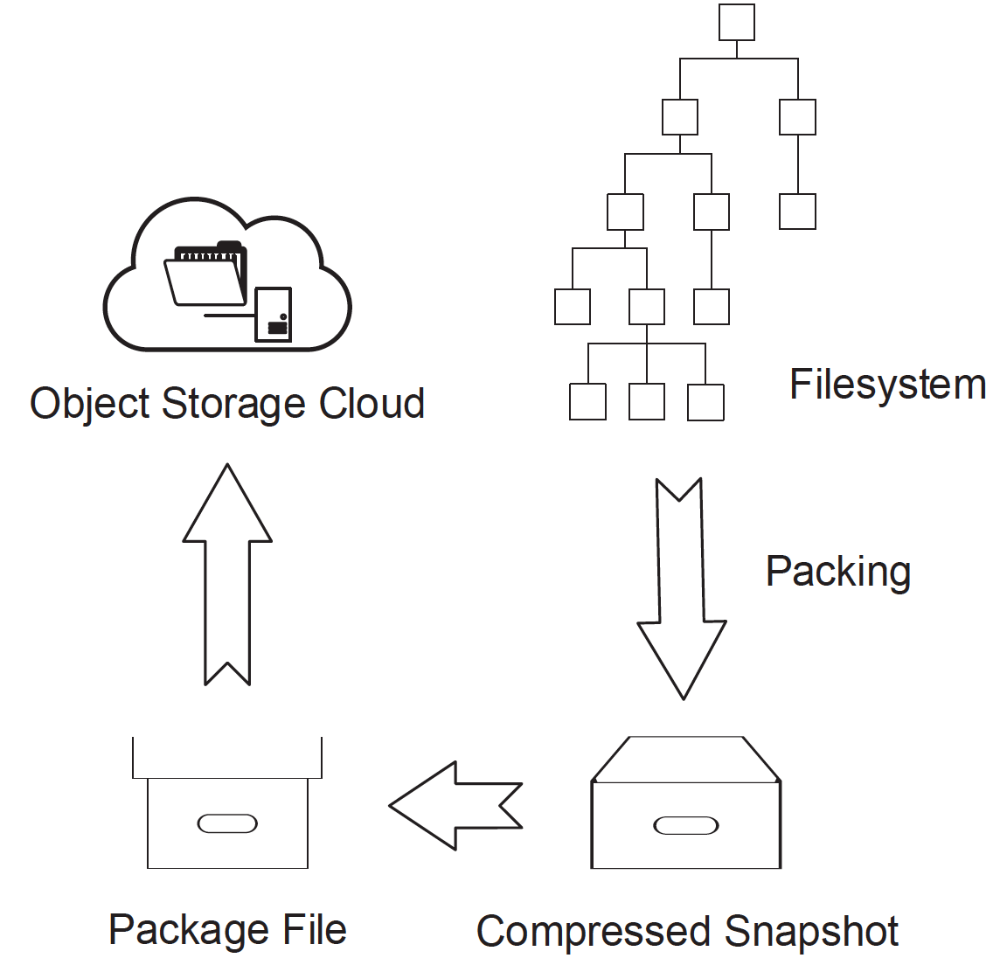 Object Storage Cloud
Filesystem
Packing
Package File
Compressed Snapshot